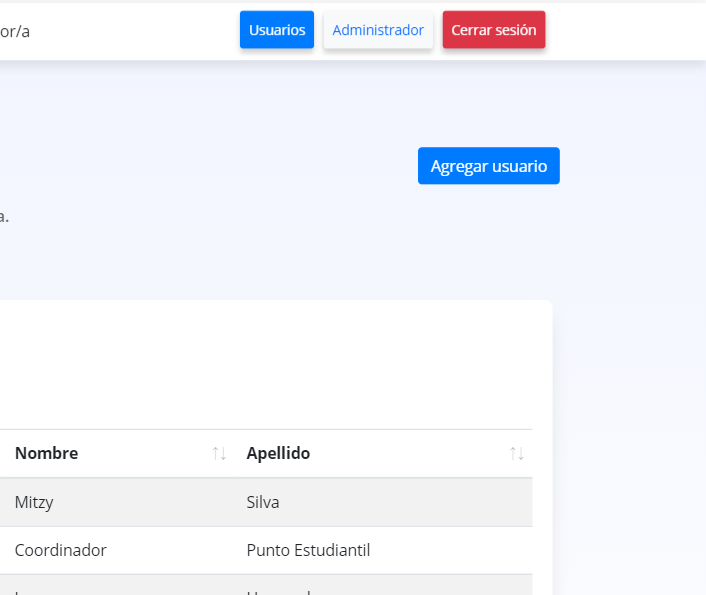 or/a Usuarios Administrador Cerrar sesión
Agregar usuario
a.
Nombre Apellido
Mitzy Silva
Coordinador Punto Estudiantil